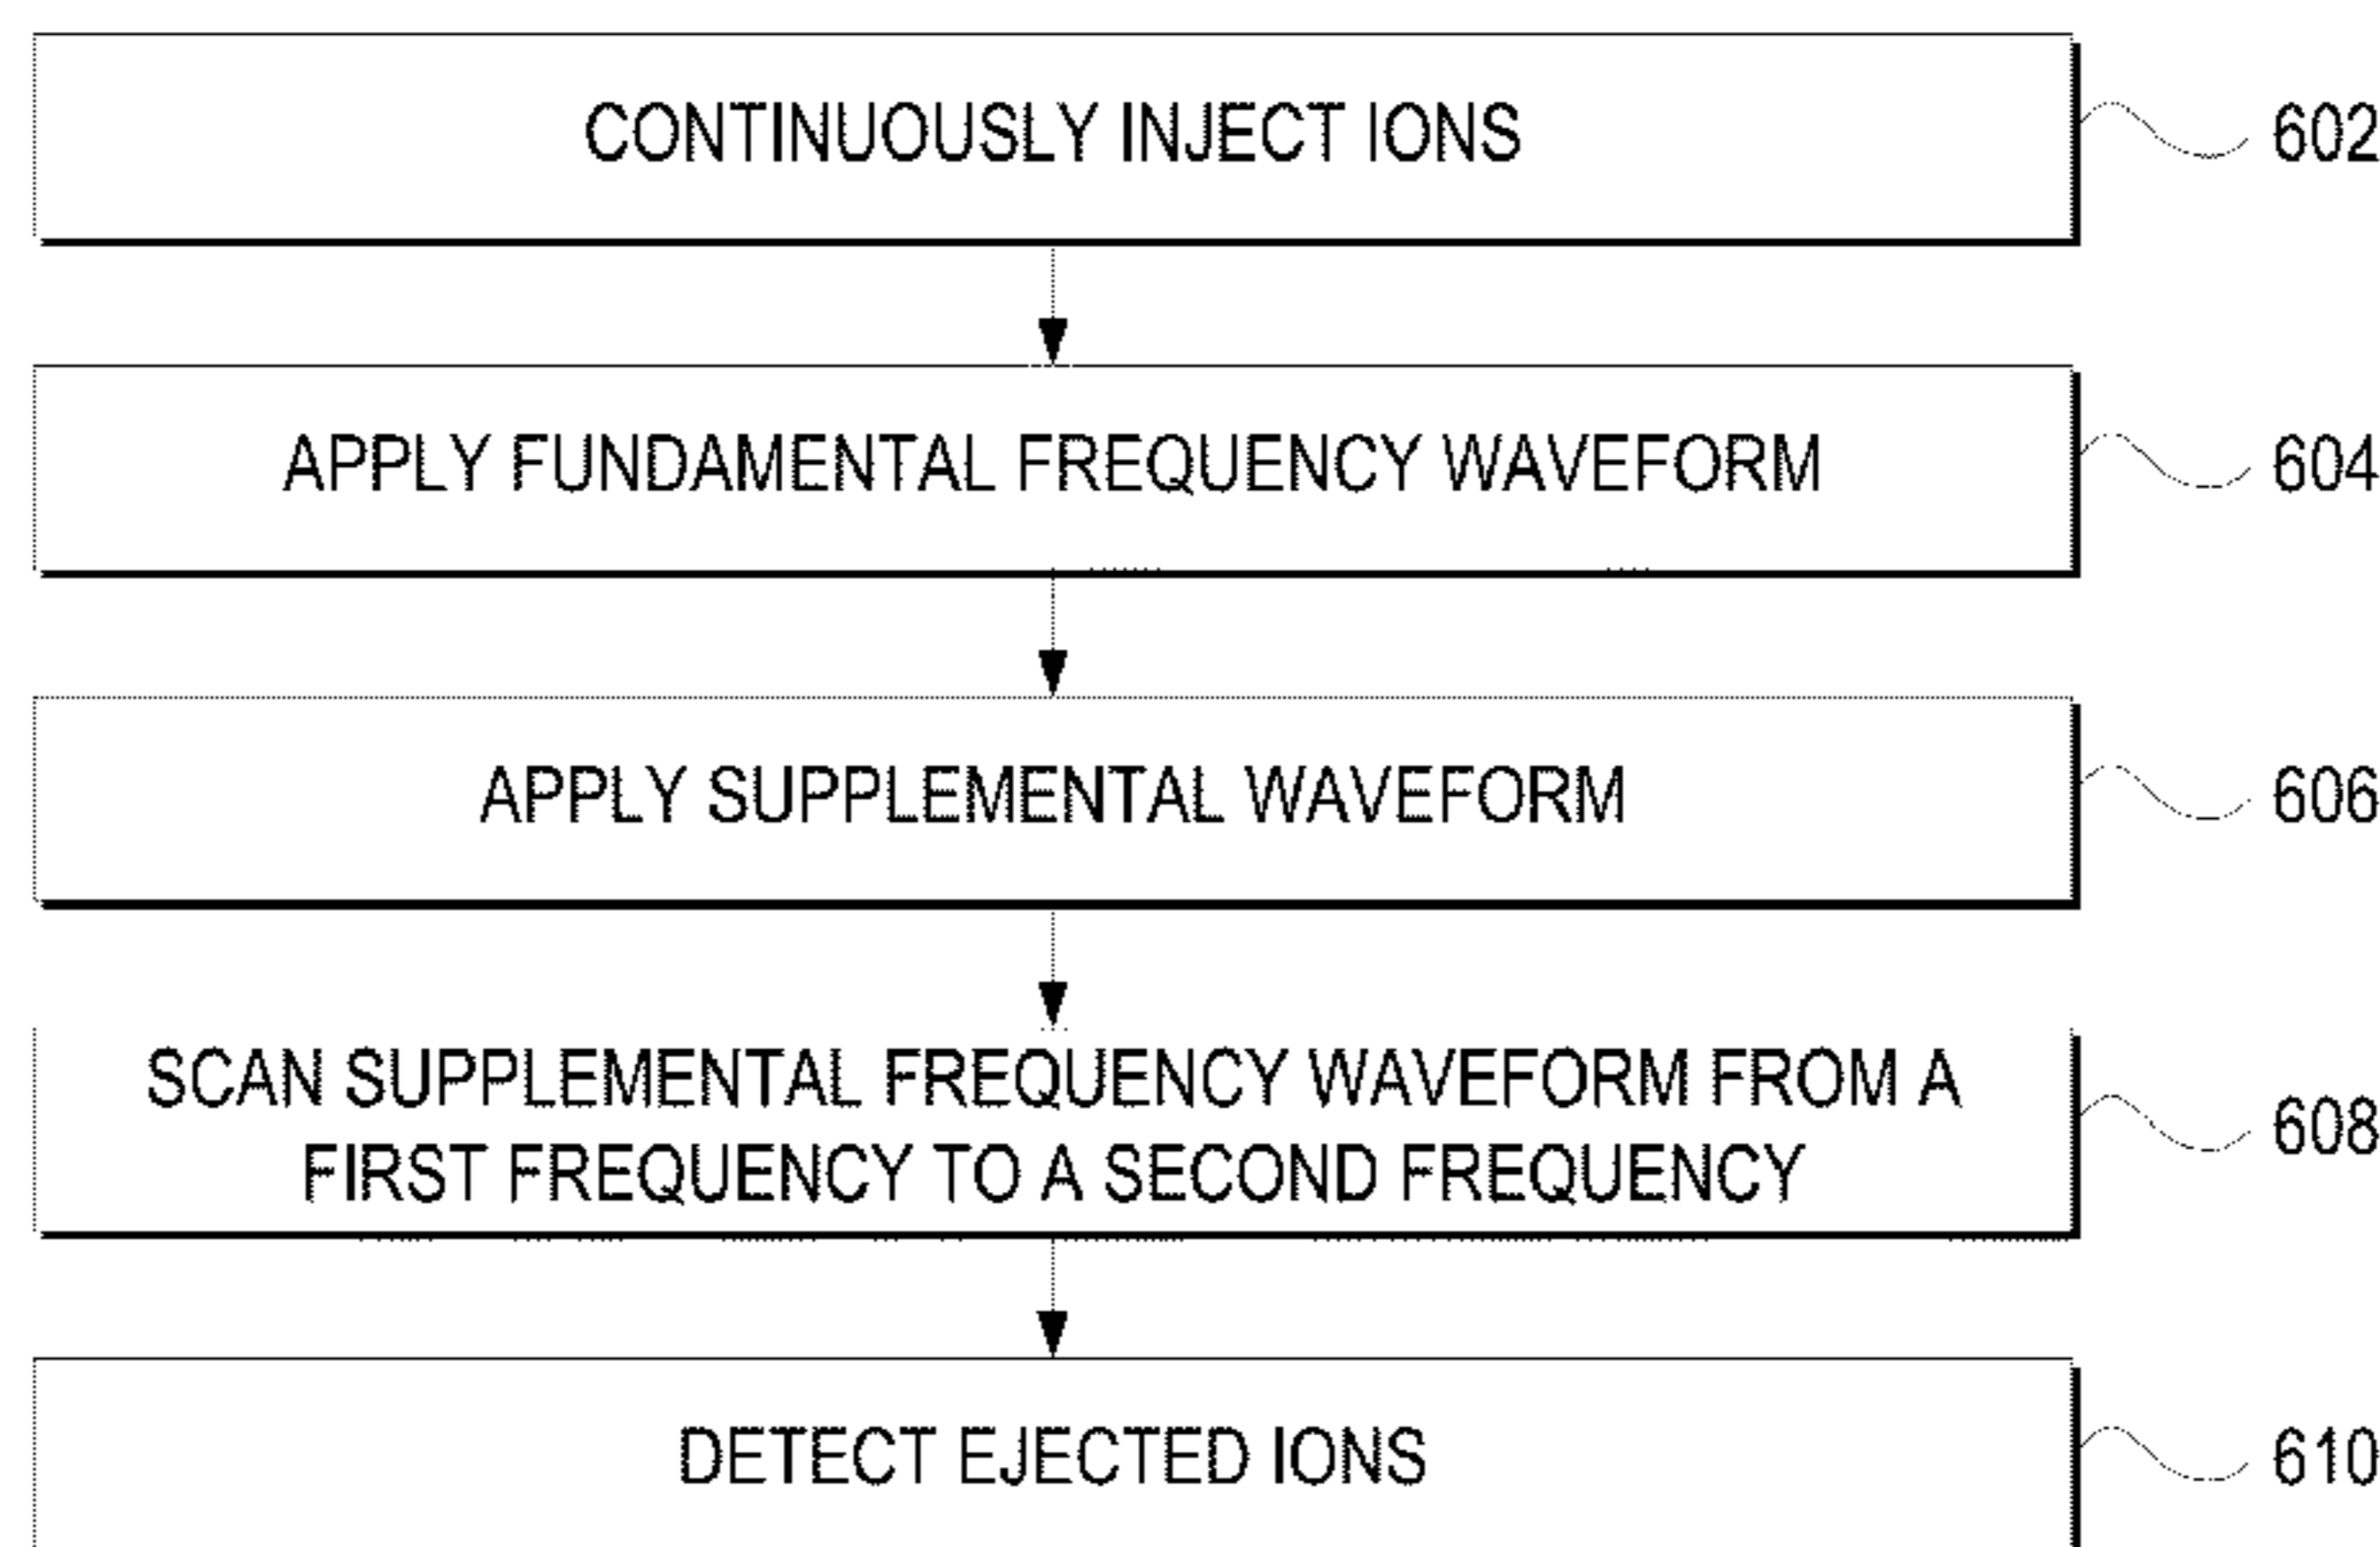 CONTINUOUSLY INJECT IONS 602
APPLY FUNDAMENTAL FREQUENCY WAVEFORM 604
APPLY SUPPLEMENTAL WAVEFORM 606
SCAN SUPPLEMENTAL FREQUENCY WAVEFORM FROM A
FIRST FREQUENCY TO A SECOND FREQUENCY 608
DETECT EJECTED IONS 610